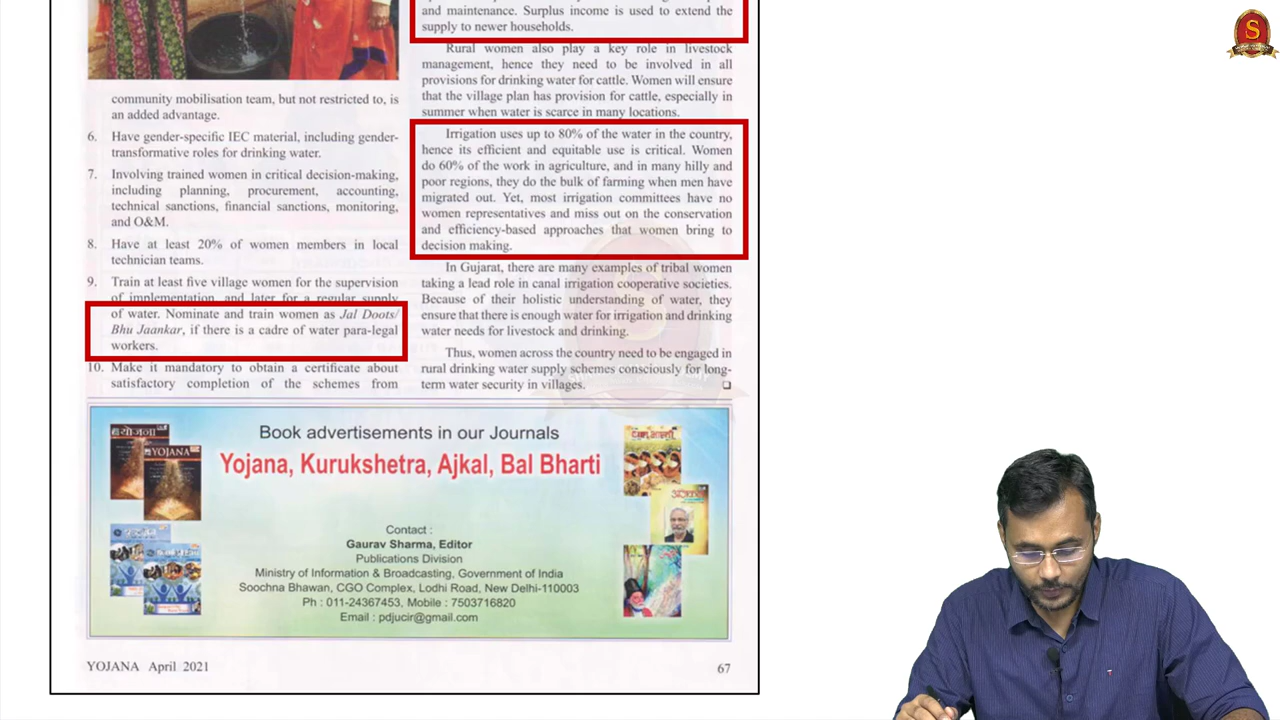 and maintenance. Surplus income is used to extend the
supply to newer households.
Rural women also play a key role in livestock
management, hence they need to be involved in all
provisions for drinking water for cattle. Women will ensure
that the village plan has provision for cattle, especially in
summer when water is scarce in many locations.
Irrigation uses up to 80% of the water in the country,
hence its efficient and equitable use is critical. Women
do 60% of the work in agriculture, and in many hilly and
poor regions, they do the bulk of farming when men have
migrated out. Yet, most irrigation committees have no
women representatives and miss out on the conservation
and efficiency-based approaches that women bring to
decision making.
In Gujarat, there are many examples of tribal women
taking a lead role in canal irrigation cooperative societies.
Because of their holistic understanding of water, they
ensure that there is enough water for irrigation and drinking
water needs for livestock and drinking.
Thus, women across the country need to be engaged in
rural drinking water supply schemes consciously for long-
term water security in villages.
community mobilisation team, but not restricted to, is
an added advantage.
6. Have gender-specific IEC material, including gender-
transformative roles for drinking water.
7. Involving trained women in critical decision-making,
including planning, procurement, accounting,
technical sanctions, financial sanctions, monitoring,
and O&M.
8. Have at least 20% of women members in local
technician teams.
9. Train at least five village women for the supervision
of implementation, and later for a regular supply
of water. Nominate and train women as Jal Doots/
Bhu Jaankar, if there is a cadre of water para-legal
workers.
10. Make it mandatory to obtain a certificate about
satisfactory completion of the schemes from
योजना
YOJANA
Book advertisements in our Journals
Yojana, Kurukshetra, Ajkal, Bal Bharti
Contact :
Gaurav Sharma, Editor
Publications Division
Ministry of Information & Broadcasting, Government of India
Soochna Bhawan, CGO Complex, Lodhi Road, New Delhi-110003
Ph : 011-24367453, Mobile : 7503716820
Email : pdjucir@gmail.com
YOJANA April 2021
67
S